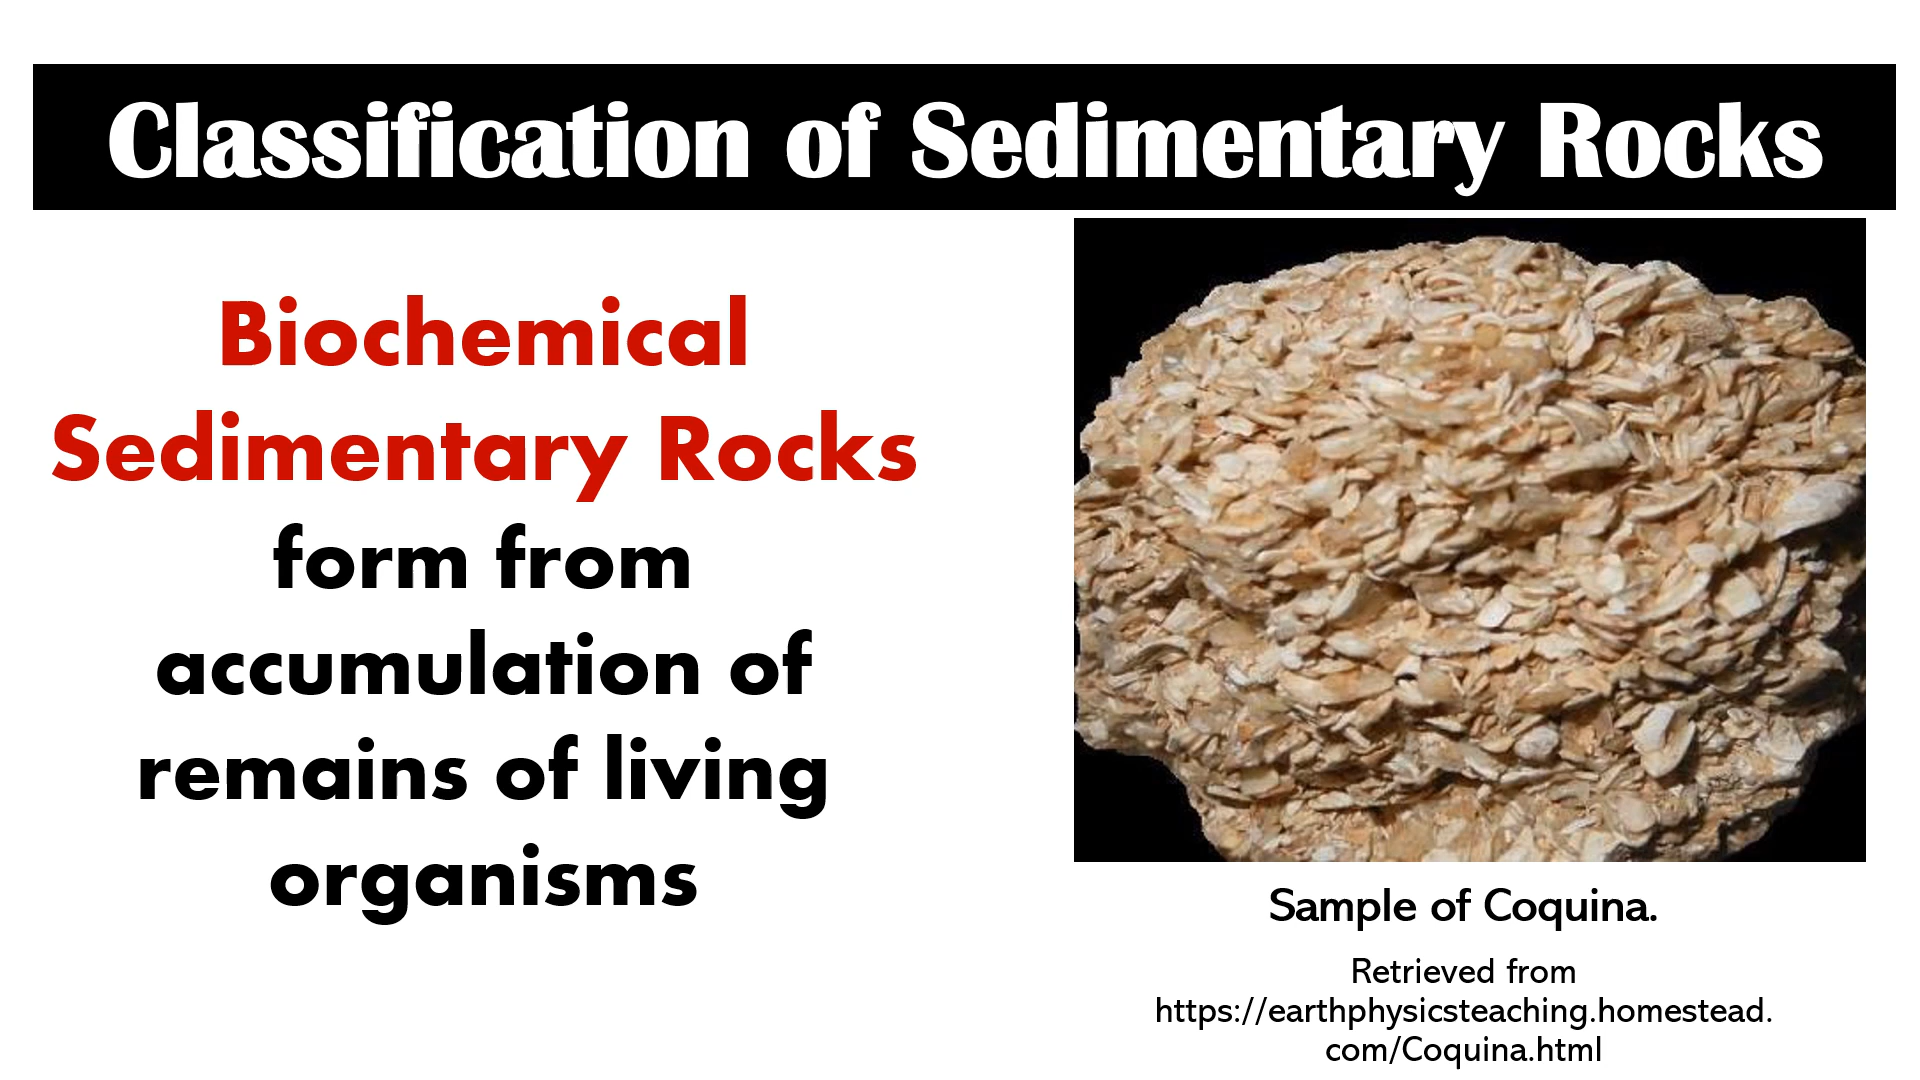 Classification of Sedimentary Rocks
Biochemical
Sedimentary Rocks
form from
accumulation of
remains of living
organisms
Sample of Coquina.
Retrieved from
https://earthphysicsteaching.homestead.
com/Coquina.html